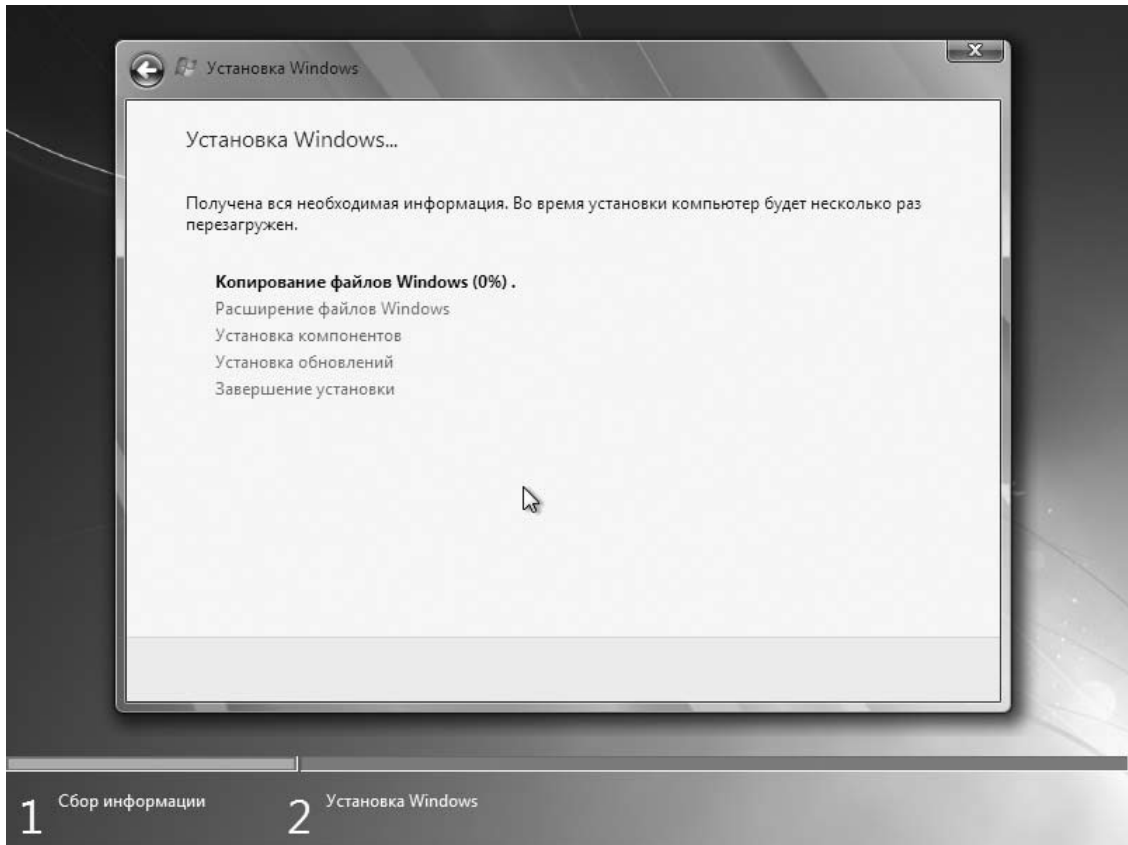 Установка Windows
Установка Windows...
Получена вся необходимая информация. Во время установки компьютер будет несколько раз
перезагружен.
Копирование файлов Windows (0%) .
Расширение файлов Windows
Установка компонентов
Установка обновлений
Завершение установки
1 Сбор информации
2 Установка Windows